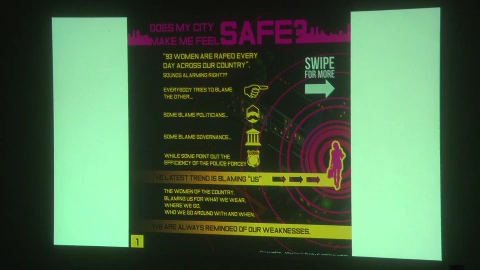 DOES MY CITY
MAKE ME FEEL SAFE?
"93 WOMEN ARE RAPED EVERY
DAY ACROSS OUR COUNTRY".
SOUNDS ALARMING RIGHT??
SWIPE
FOR MORE
EVERYBODY TRIES TO BLAME
THE OTHER...
SOME BLAME POLITICIANS...
SOME BLAME GOVERNANCE...
WHILE SOME POINT OUT THE
EFFICIENCY OF THE POLICE FORCE!!
THE LATEST TREND IS BLAMING "US"
THE WOMEN OF THE COUNTRY,
BLAMING US FOR WHAT WE WEAR,
WHERE WE GO,
WHO WE GO AROUND WITH AND WHEN.
WE ARE ALWAYS REMINDED OF OUR WEAKNESSES.
1